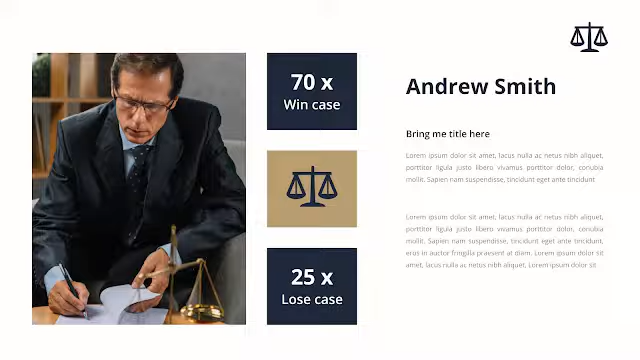 70 x
Win case
25 x
Lose case
Andrew Smith
Bring me title here
Lorem ipsum dolor sit amet, lacus nulla ac netus nibh aliquet,
porttitor ligula justo libero vivamus porttitor dolor, conubia
mollit. Sapien nam suspendisse, tincidunt eget ante tincidunt
Lorem ipsum dolor sit amet, lacus nulla ac netus nibh aliquet,
porttitor ligula justo libero vivamus porttitor dolor, conubia
mollit. Sapien nam suspendisse, tincidunt eget ante tincidunt,
eros in auctor fringilla praesent at diam. Lorem ipsum dolor sit
amet, lacus nulla ac netus nibh aliquet. Lorem ipsum dolor sit